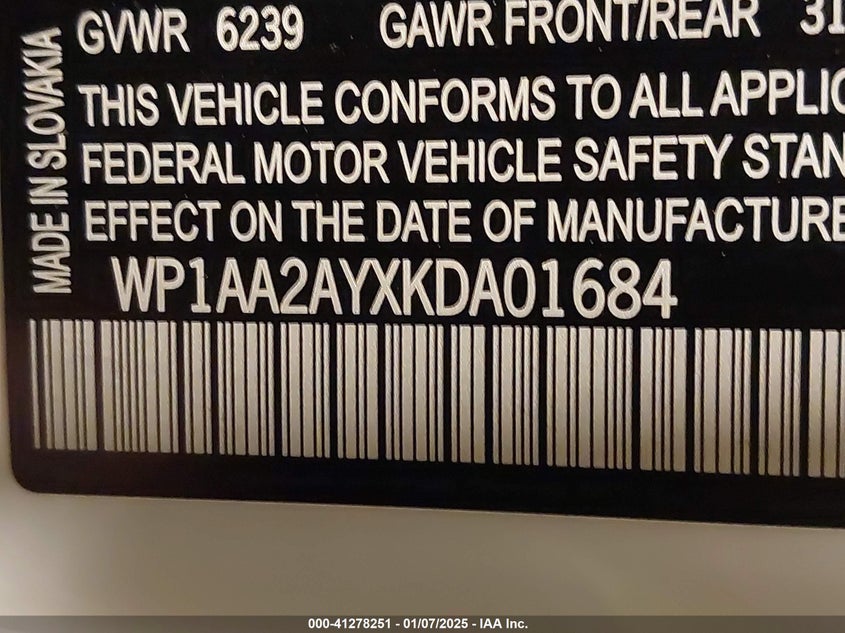 GVWR 6239 GAWR FRONT/REAR 31
MADE IN SLOVAKIA
THIS VEHICLE CONFORMS TO ALL APPLIC
FEDERAL MOTOR VEHICLE SAFETY STAN
EFFECT ON THE DATE OF MANUFACTURE
WP1AA2AYXKDA01684
000-41278251 - 01/07/2025 - IAA Inc.